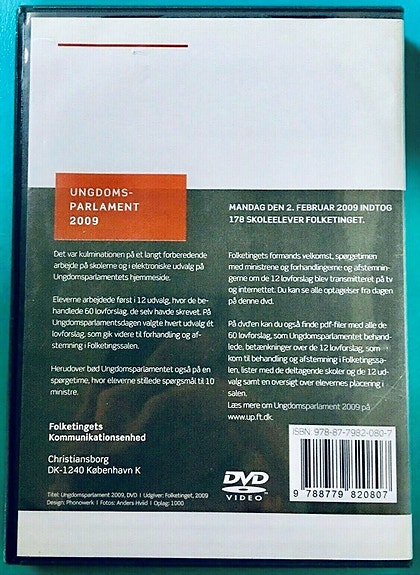 UNGDOMS-
PARLAMENT
2009
MANDAG DEN 2. FEBRUAR 2009 INDTOG
178 SKOLEELEVER FOLKETINGET.
Det var kulminationen på et langt forberedende
arbejde på skolerne og i elektroniske udvalg på
Ungdomsparlamentets hjemmeside.
Eleverne arbejdede først i 12 udvalg, hvor de be-
handlede 60 lovforslag, de selv havde skrevet. På
Ungdomsparlamentsdagen valgte hvert udvalg ét
lovforslag, som gik videre til forhandling og af-
stemning i Folketingssalen.
Herudover bød Ungdomsparlamentet også på en
spørgetime, hvor eleverne stillede spørgsmål til 10
ministre.
Folketingets
Kommunikationsenhed
Christiansborg
DK-1240 København K
Folketingets formands velkomst, spørgetimen
med ministrene og forhandlingerne og afstemnin-
gerne om de 12 lovforslag blev transmitteret på tv
og internettet. Du kan se alle optagelser fra dagen
på denne dvd.
På dvd'en kan du også finde pdf-filer med alle de
60 lovforslag, som Ungdomsparlamentet behand-
lede, betænkninger over de 12 lovforslag, som
kom til behandling og afstemning i Folketingssa-
len, lister med de deltagende skoler og de 12 ud-
valg samt en oversigt over elevernes placering i
salen.
Læs mere om Ungdomsparlament 2009 på
www.up.ft.dk.
Titel: Ungdomsparlament 2009, DVD | Udgiver: Folketinget, 2009
Design: Phonowerk | Fotos: Anders Hviid | Oplag: 1000
DVD
VIDEO
ISBN: 978-87-7982-080-7
9 788779 820807